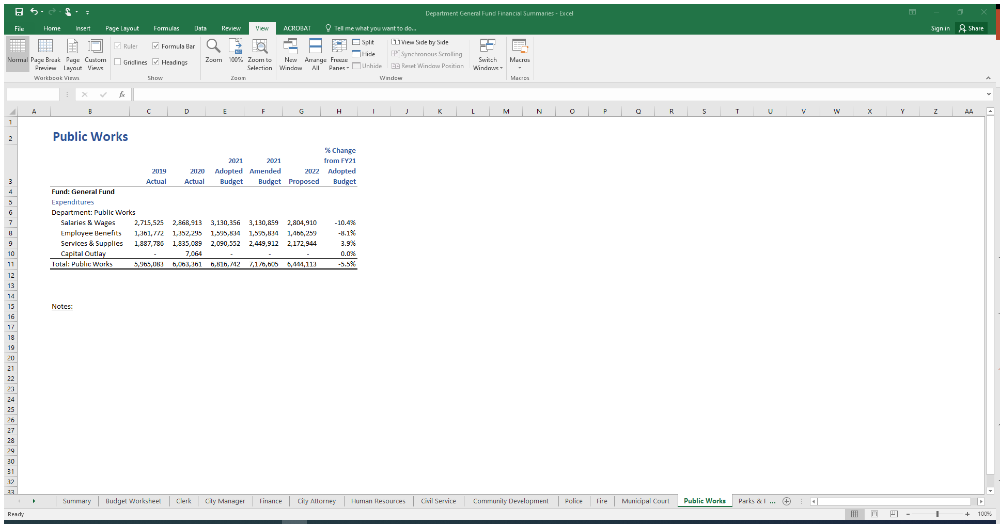 Department General Fund Financial Summaries - Excel
File Home Insert Page Layout Formulas Data Review View ACROBAT Tell me what you want to do... Sign in Share
Normal Page Break Preview Page Layout Custom Views
Workbook Views
Ruler Formula Bar
Gridlines Headings
Show
Zoom 100% Zoom to Selection
Zoom
New Window Arrange All Freeze Panes
Split
Hide
Unhide
View Side by Side
Synchronous Scrolling
Reset Window Position
Switch Windows
Window
Macros
Macros
fx
A B C D E F G H I J K L M N O P Q R S T U V W X Y Z AA
1
2 Public Works
% Change
2021 2021 from FY21
2019 2020 Adopted Amended 2022 Adopted
3 Actual Actual Budget Budget Proposed Budget
4 Fund: General Fund
5 Expenditures
6 Department: Public Works
7 Salaries & Wages 2,715,525 2,868,913 3,130,356 3,130,859 2,804,910 -10.4%
8 Employee Benefits 1,361,772 1,352,295 1,595,834 1,595,834 1,466,259 -8.1%
9 Services & Supplies 1,887,786 1,835,089 2,090,552 2,449,912 2,172,944 3.9%
10 Capital Outlay - 7,064 - - - 0.0%
11 Total: Public Works 5,965,083 6,063,361 6,816,742 7,176,605 6,444,113 -5.5%
12
13
14
15 Notes:
16
17
18
19
20
21
22
23
24
25
26
27
28
29
30
31
32
33
Summary Budget Worksheet Clerk City Manager Finance City Attorney Human Resources Civil Service Community Development Police Fire Municipal Court Public Works Parks & ...
Ready 100%